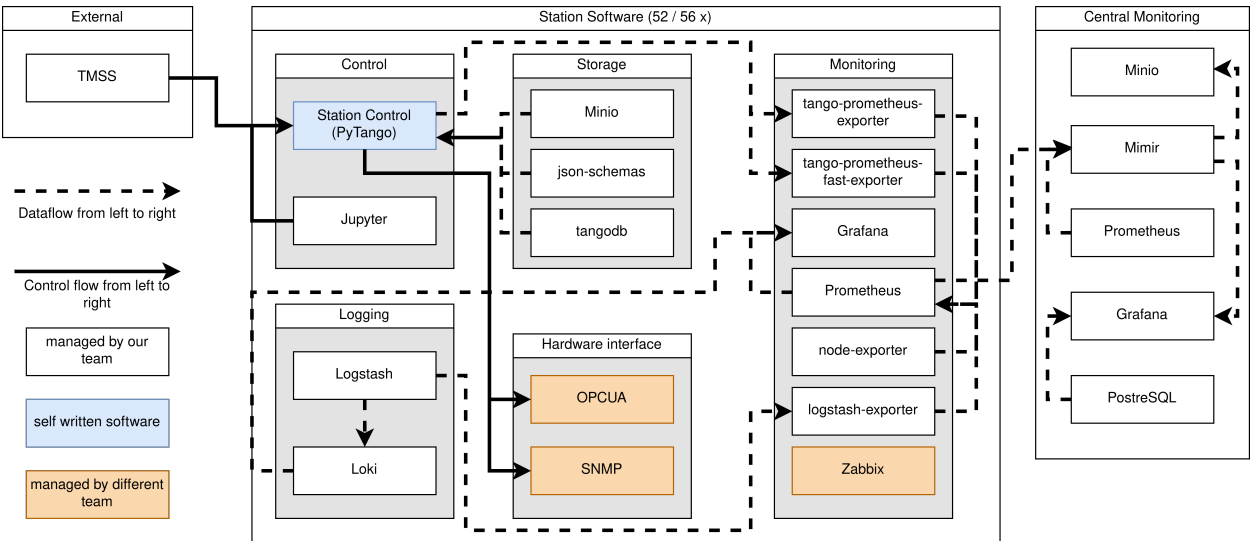 External
TMSS
Dataflow from left to right
Control flow from left to
right
managed by our
team
self written software
managed by different
team
Station Software (52 / 56 x)
Control
Station Control
(PyTango)
Jupyter
Storage
Minio
json-schemas
tangodb
Logging
Logstash
Loki
Hardware interface
OPCUA
SNMP
Monitoring
tango-prometheus-
exporter
tango-prometheus-
fast-exporter
Grafana
Prometheus
node-exporter
logstash-exporter
Zabbix
Central Monitoring
Minio
Mimir
Prometheus
Grafana
PostreSQL